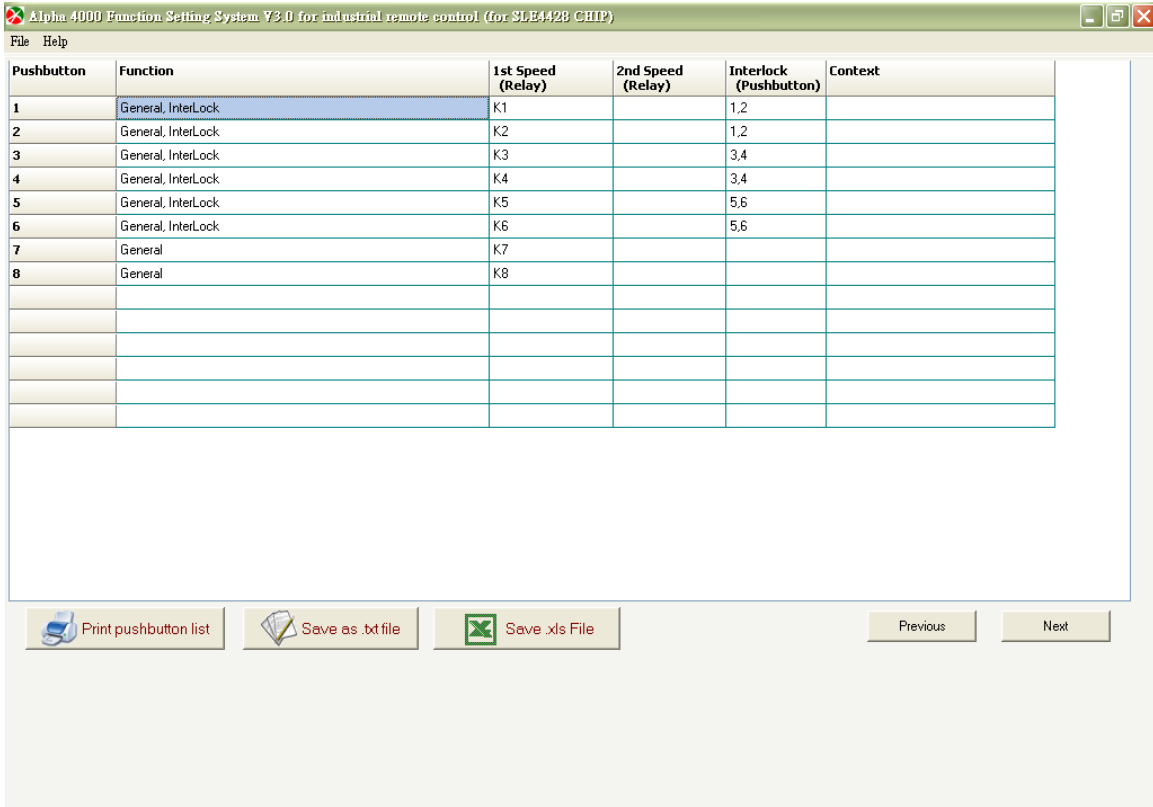 Alpha 4000 Function Setting System V3.0 for industrial remote control (for SLE4428 CHIP)
File Help
Pushbutton Function 1st Speed (Relay) 2nd Speed (Relay) Interlock (Pushbutton) Context
1 General, InterLock K1 1,2
2 General, InterLock K2 1,2
3 General, InterLock K3 3,4
4 General, InterLock K4 3,4
5 General, InterLock K5 5,6
6 General, InterLock K6 5,6
7 General K7
8 General K8
Print pushbutton list Save as .txt file Save .xls File Previous Next